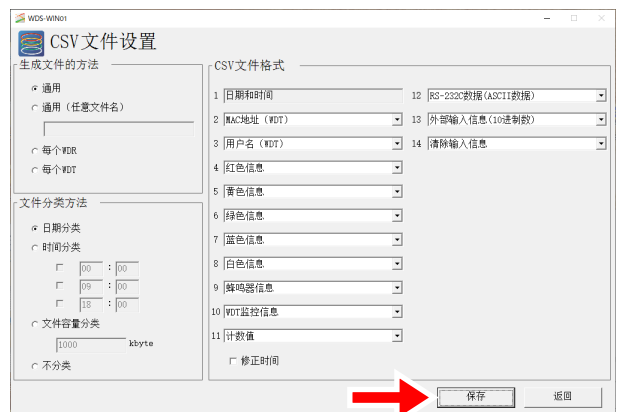 WDS-WIN01
CSV文件设置
生成文件的方法
通用
通用（任意文件名）
每个WDR
每个WDT
文件分类方法
日期分类
时间分类
00 : 00
09 : 00
18 : 00
文件容量分类
1000 kbyte
不分类
CSV文件格式
1 日期和时间
2 MAC地址（WDT）
3 用户名（WDT）
4 红色信息
5 黄色信息
6 绿色信息
7 蓝色信息
8 白色信息
9 蜂鸣器信息
10 WDT监控信息
11 计数值
修正时间
12 RS-232C数据(ASCII数据)
13 外部输入信息(10进制数)
14 清除输入信息
保存
返回